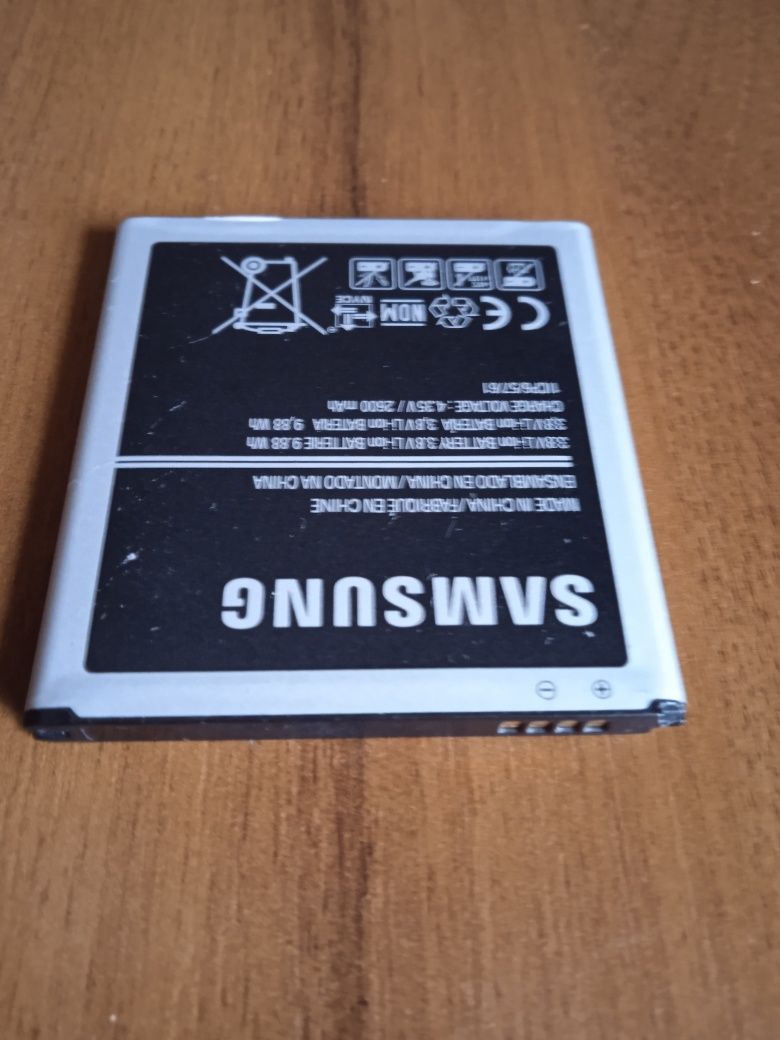 SAMSUNG
MADE IN CHINA / FABRIQUÉ EN CHINE
ENSAMBLADO EN CHINA / MONTADO NA CHINA
3.8V Li-ion BATTERY 3.8V Li-ion BATTERIE 9.88 Wh
3,8V Li-ion BATERÍA 3,8V Li-ion BATERIA 9,88 Wh
CHARGE VOLTAGE : 4.35V / 2600 mAh
1ICP6/57/61
CE NOM NYCE